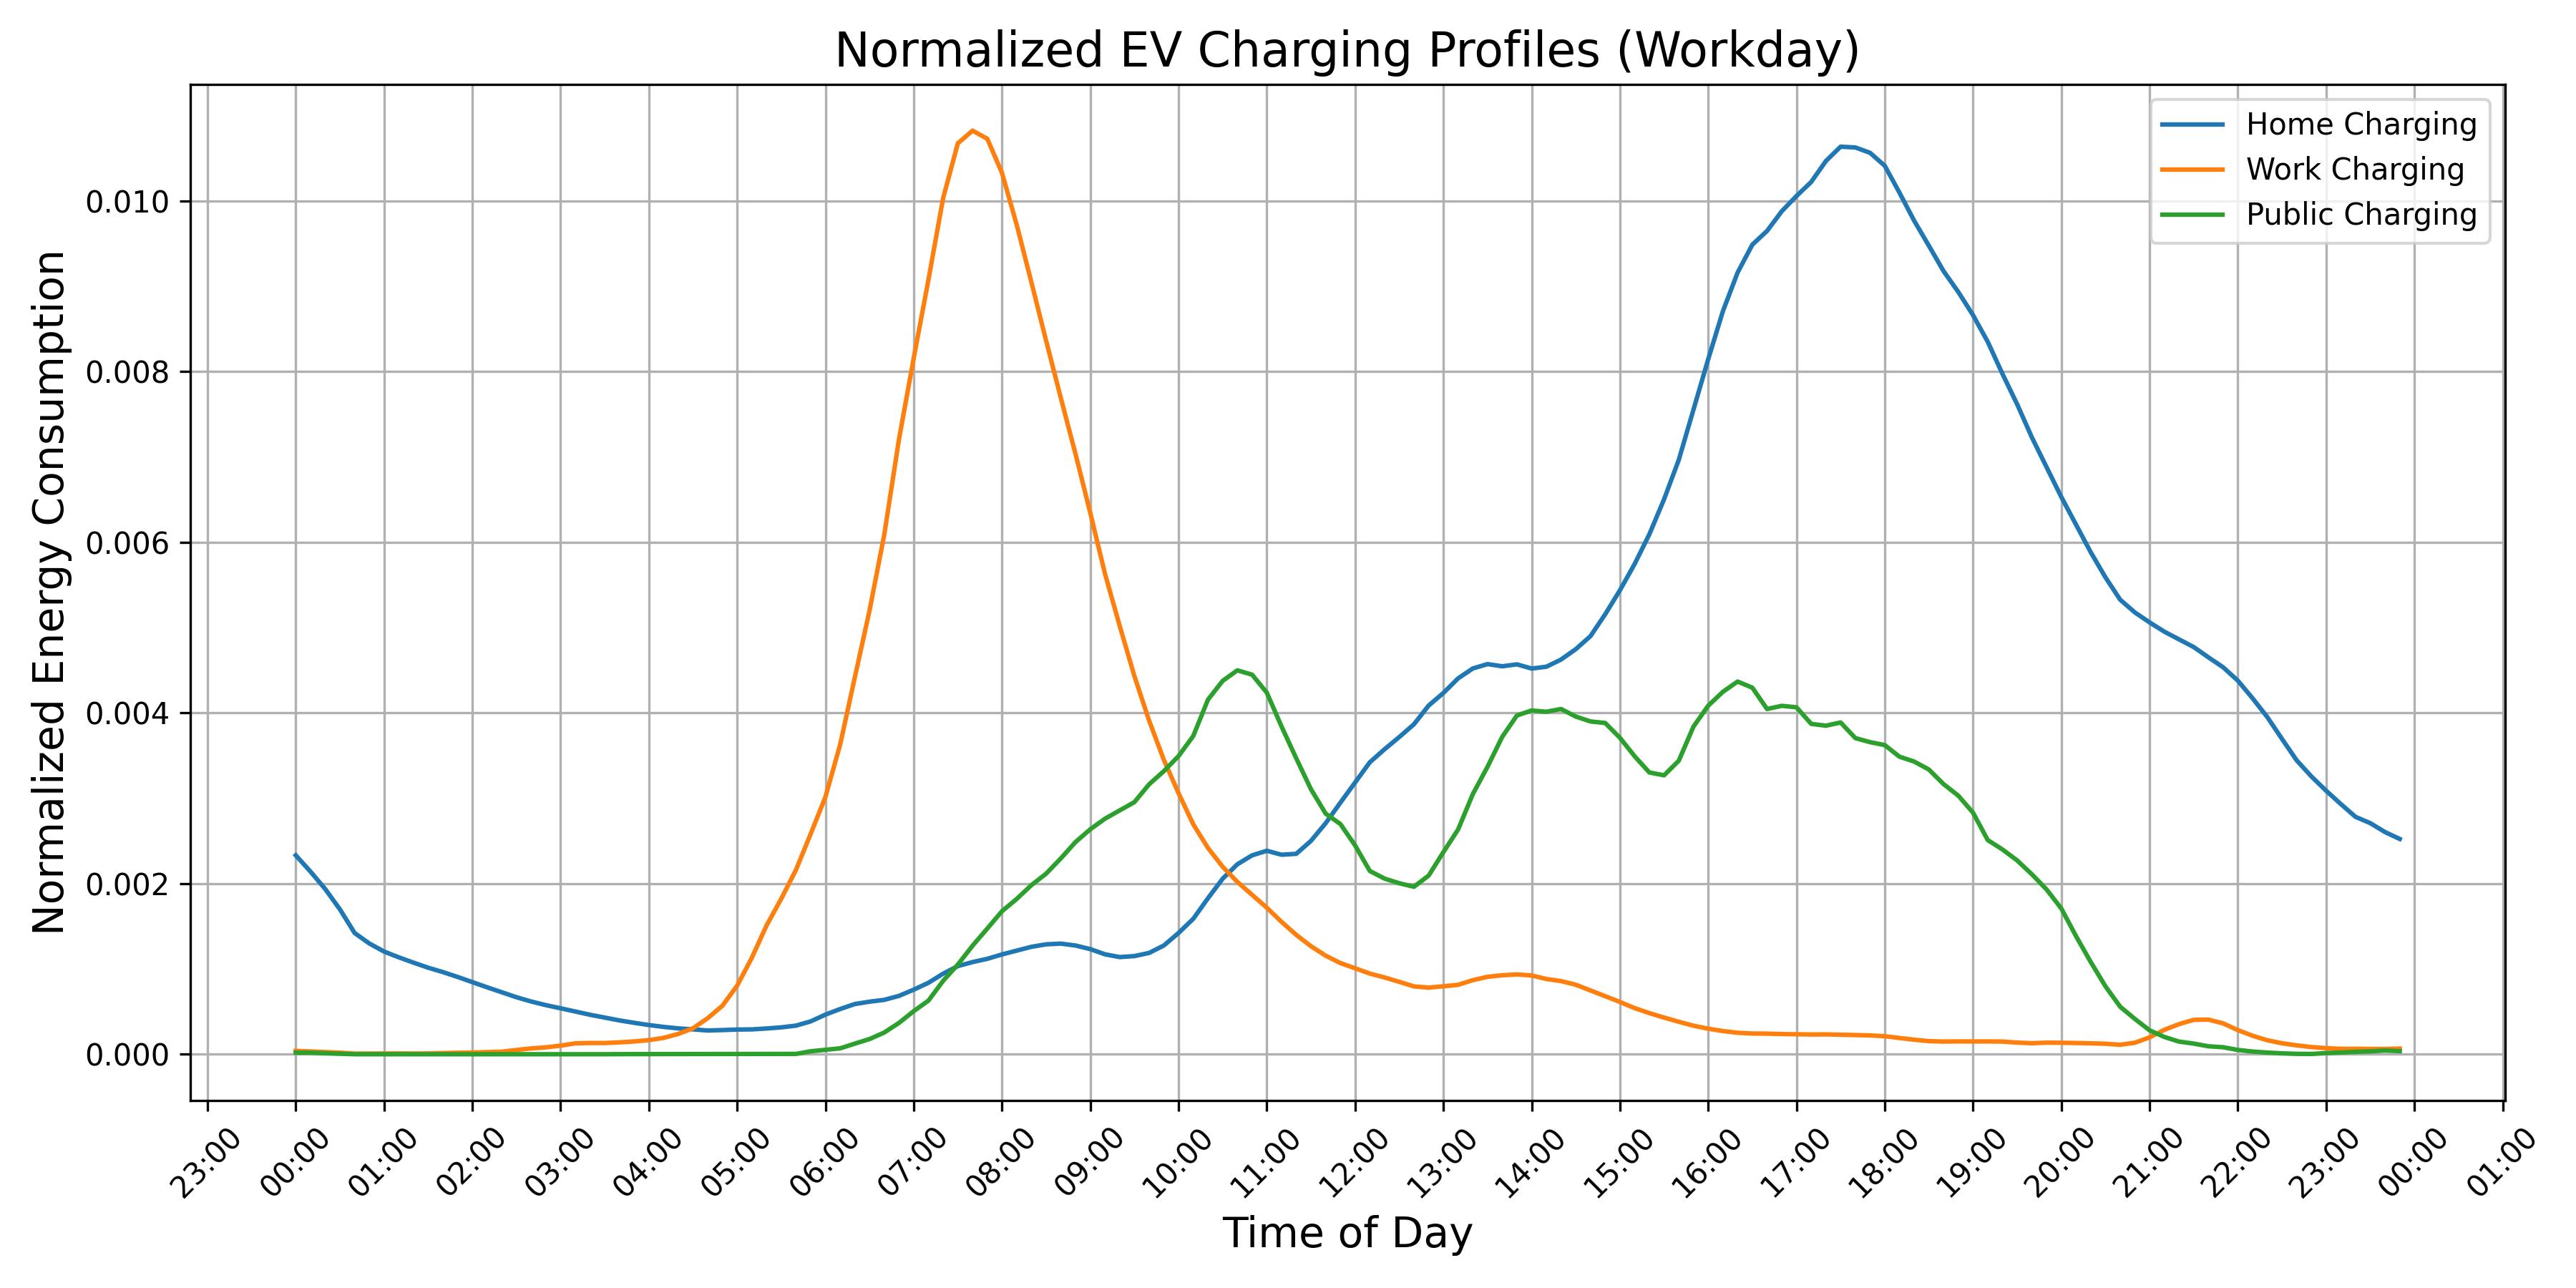 Normalized EV Charging Profiles (Workday)
Home Charging
Work Charging
Public Charging
Normalized Energy Consumption
0.010
0.008
0.006
0.004
0.002
0.000
23:00 00:00 01:00 02:00 03:00 04:00 05:00 06:00 07:00 08:00 09:00 10:00 11:00 12:00 13:00 14:00 15:00 16:00 17:00 18:00 19:00 20:00 21:00 22:00 23:00 00:00 01:00
Time of Day